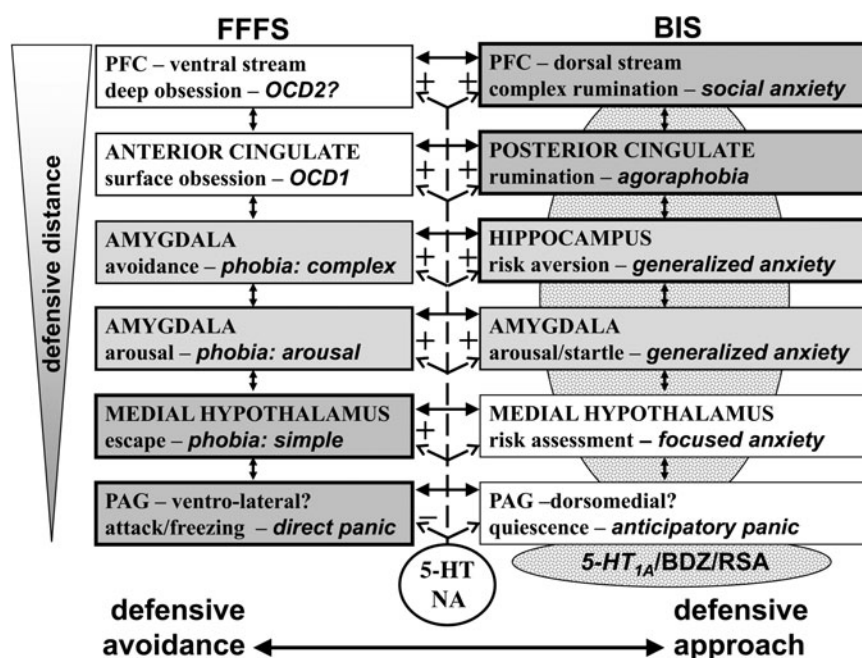 FFFS
BIS
defensive distance
PFC – ventral stream
deep obsession – OCD2?
PFC – dorsal stream
complex rumination – social anxiety
+ +
ANTERIOR CINGULATE
surface obsession – OCD1
POSTERIOR CINGULATE
rumination – agoraphobia
+ +
AMYGDALA
avoidance – phobia: complex
HIPPOCAMPUS
risk aversion – generalized anxiety
+ +
AMYGDALA
arousal – phobia: arousal
AMYGDALA
arousal/startle – generalized anxiety
+ +
MEDIAL HYPOTHALAMUS
escape – phobia: simple
MEDIAL HYPOTHALAMUS
risk assessment – focused anxiety
+
PAG – ventro-lateral?
attack/freezing – direct panic
PAG –dorsomedial?
quiescence – anticipatory panic
–
5-HT
NA
5-HT1A/BDZ/RSA
defensive
avoidance
defensive
approach